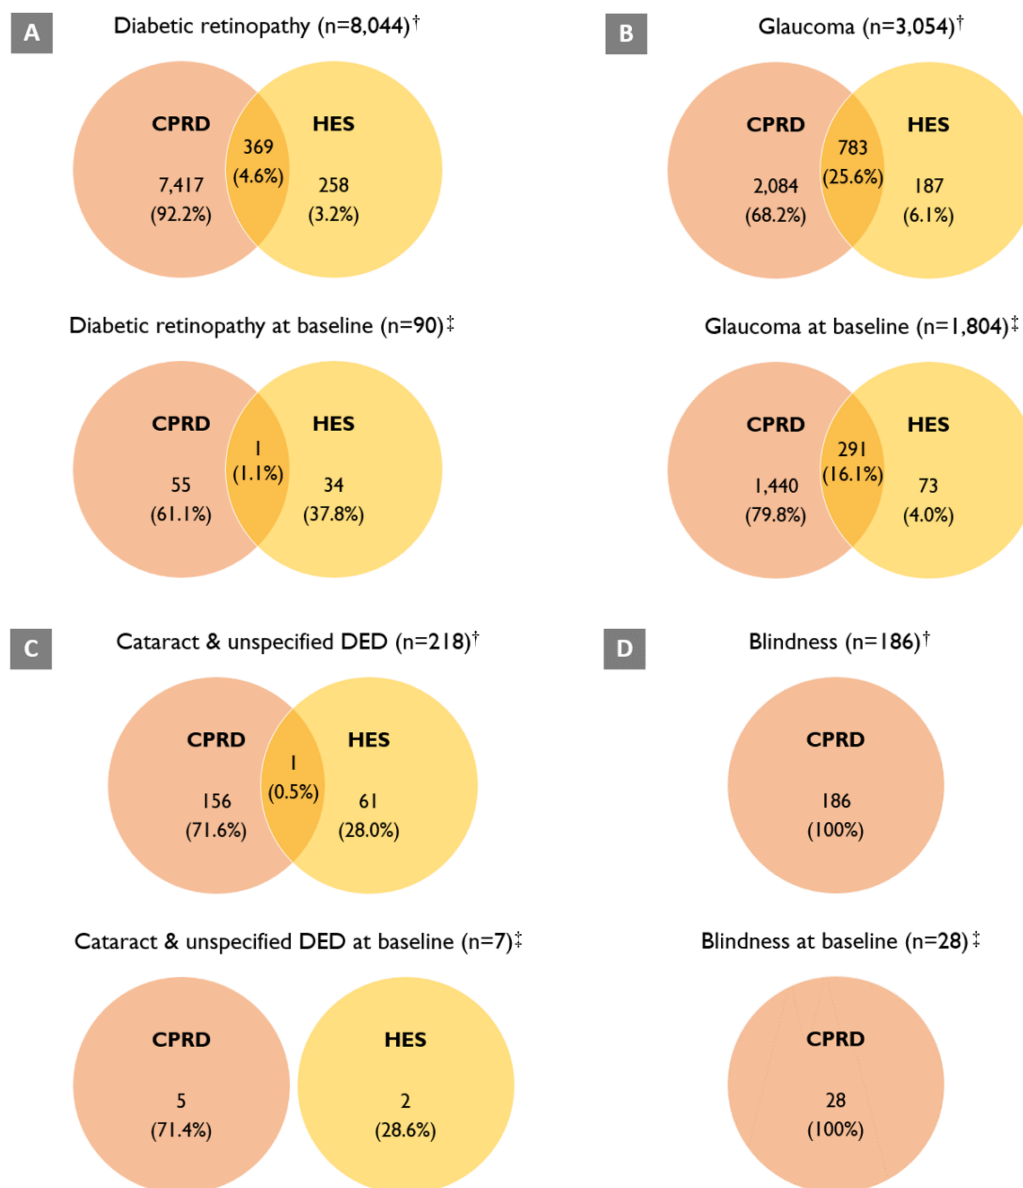 A
Diabetic retinopathy (n=8,044)†
CPRD
HES
369
(4.6%)
7,417
(92.2%)
258
(3.2%)
Diabetic retinopathy at baseline (n=90)‡
CPRD
HES
1
(1.1%)
55
(61.1%)
34
(37.8%)
B
Glaucoma (n=3,054)†
CPRD
HES
783
(25.6%)
2,084
(68.2%)
187
(6.1%)
Glaucoma at baseline (n=1,804)‡
CPRD
HES
291
(16.1%)
1,440
(79.8%)
73
(4.0%)
C
Cataract & unspecified DED (n=218)†
CPRD
HES
1
(0.5%)
156
(71.6%)
61
(28.0%)
Cataract & unspecified DED at baseline (n=7)‡
CPRD
HES
5
(71.4%)
2
(28.6%)
D
Blindness (n=186)†
CPRD
186
(100%)
Blindness at baseline (n=28)‡
CPRD
28
(100%)